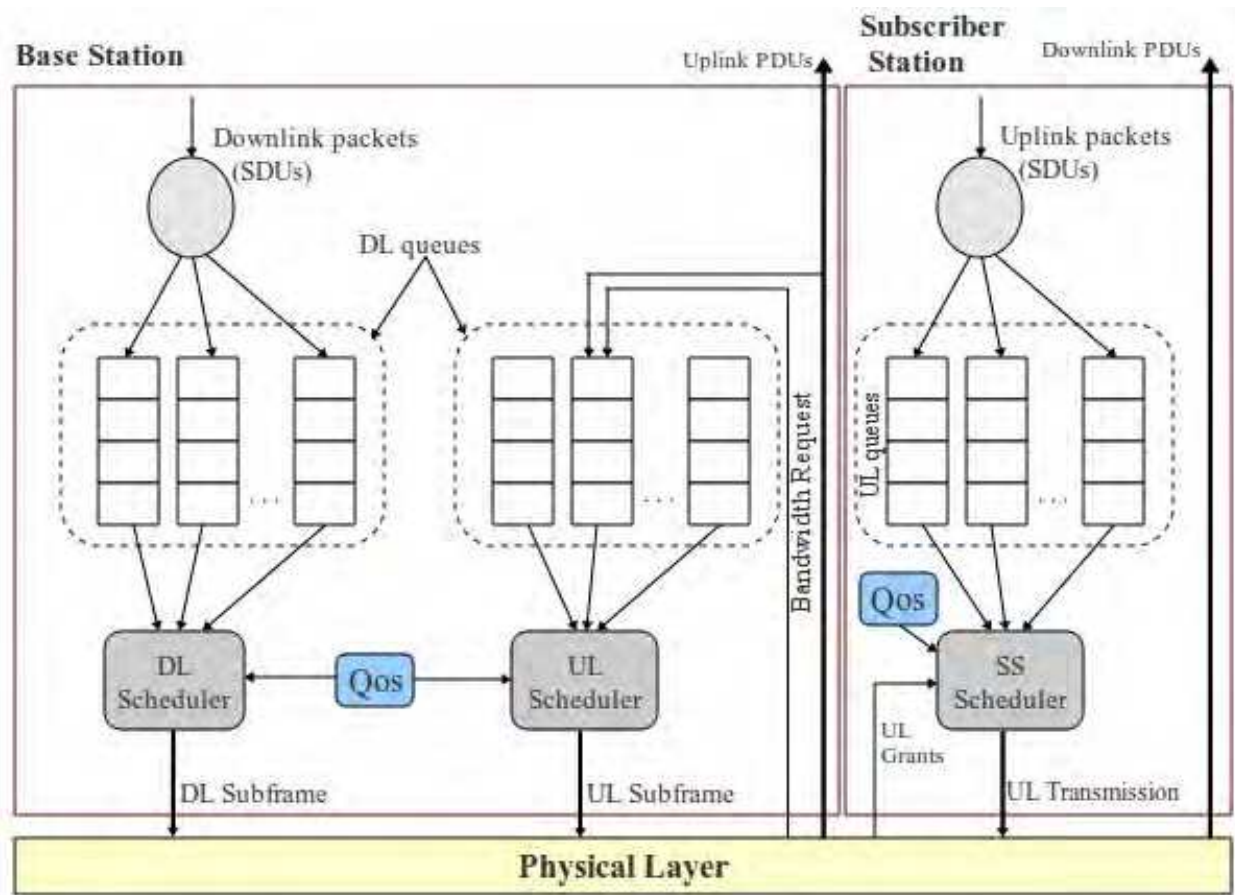 Base Station
Uplink PDUs
Subscriber
Station
Downlink PDUs
Downlink packets
(SDUs)
Uplink packets
(SDUs)
DL queues
UL queues
Bandwidth Request
...
...
...
Qos
DL
Scheduler
Qos
UL
Scheduler
SS
Scheduler
UL
Grants
DL Subframe
UL Subframe
UL Transmission
Physical Layer